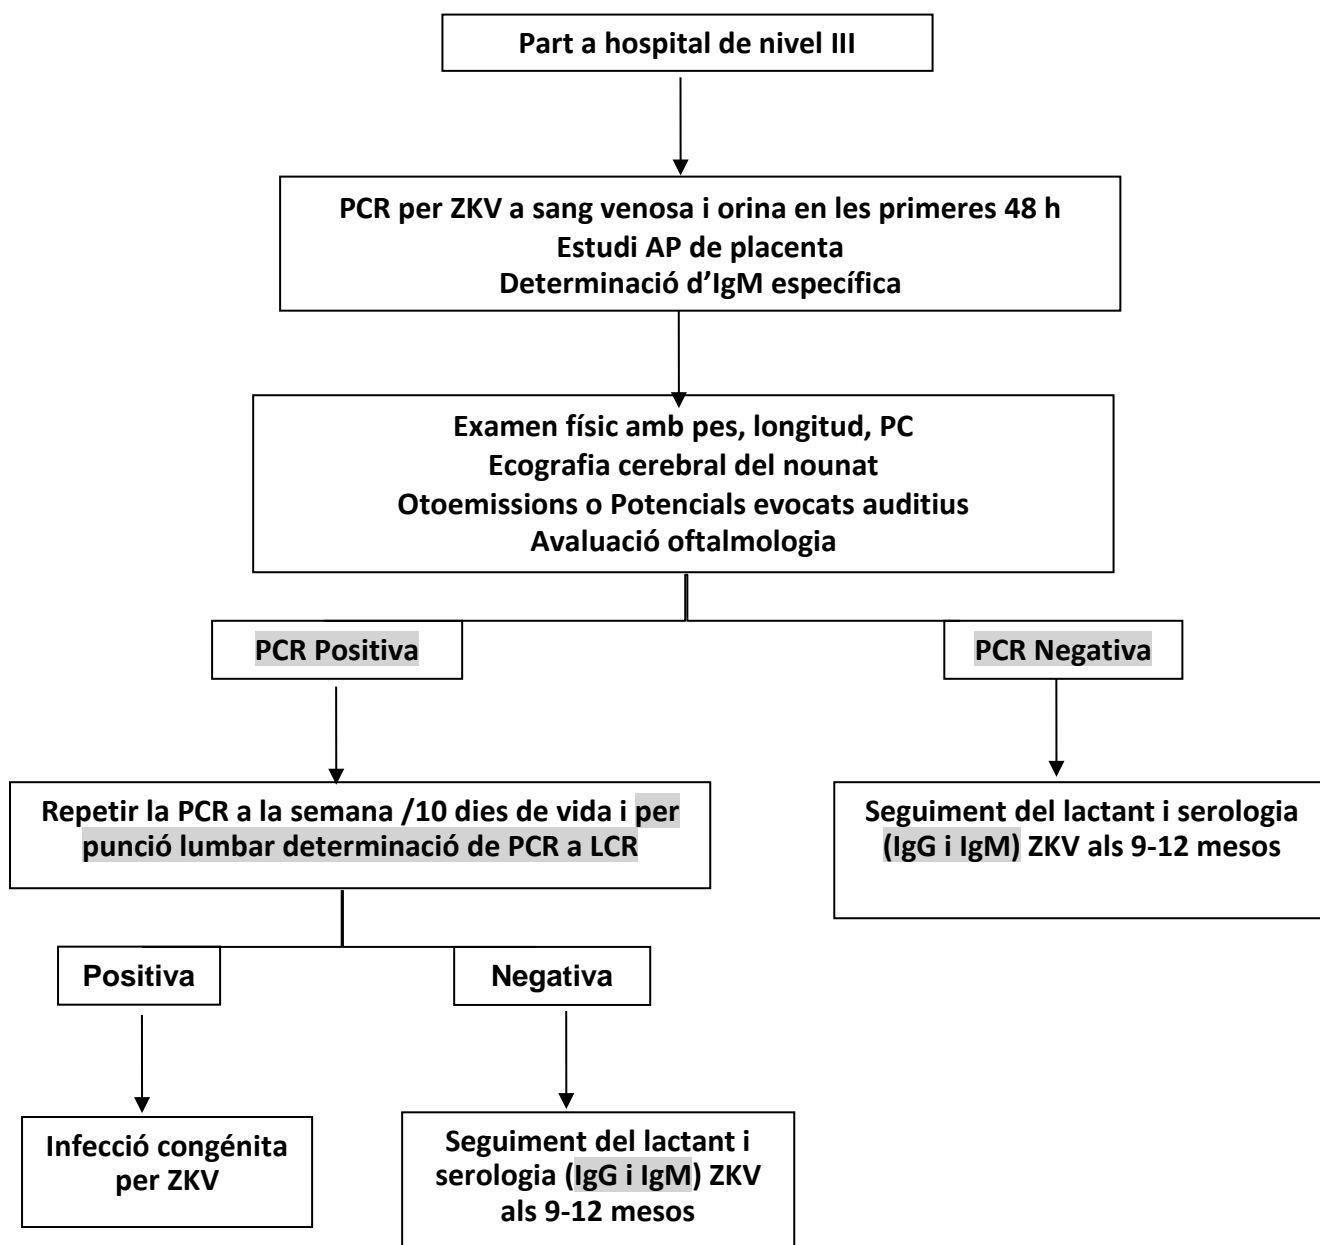 Part a hospital de nivel III
PCR per ZKV a sang venosa i orina en les primeres 48 h
Estudi AP de placenta
Determinació d’IgM específica
Examen físic amb pes, longitud, PC
Ecografia cerebral del nounat
Otoemissions o Potencials evocats auditius
Avaluació oftalmologia
PCR Positiva
PCR Negativa
Repetir la PCR a la semana /10 dies de vida i per
punció lumbar determinació de PCR a LCR
Seguiment del lactant i serologia
(IgG i IgM) ZKV als 9-12 mesos
Positiva
Negativa
Infecció congénita
per ZKV
Seguiment del lactant i
serologia (IgG i IgM) ZKV
als 9-12 mesos